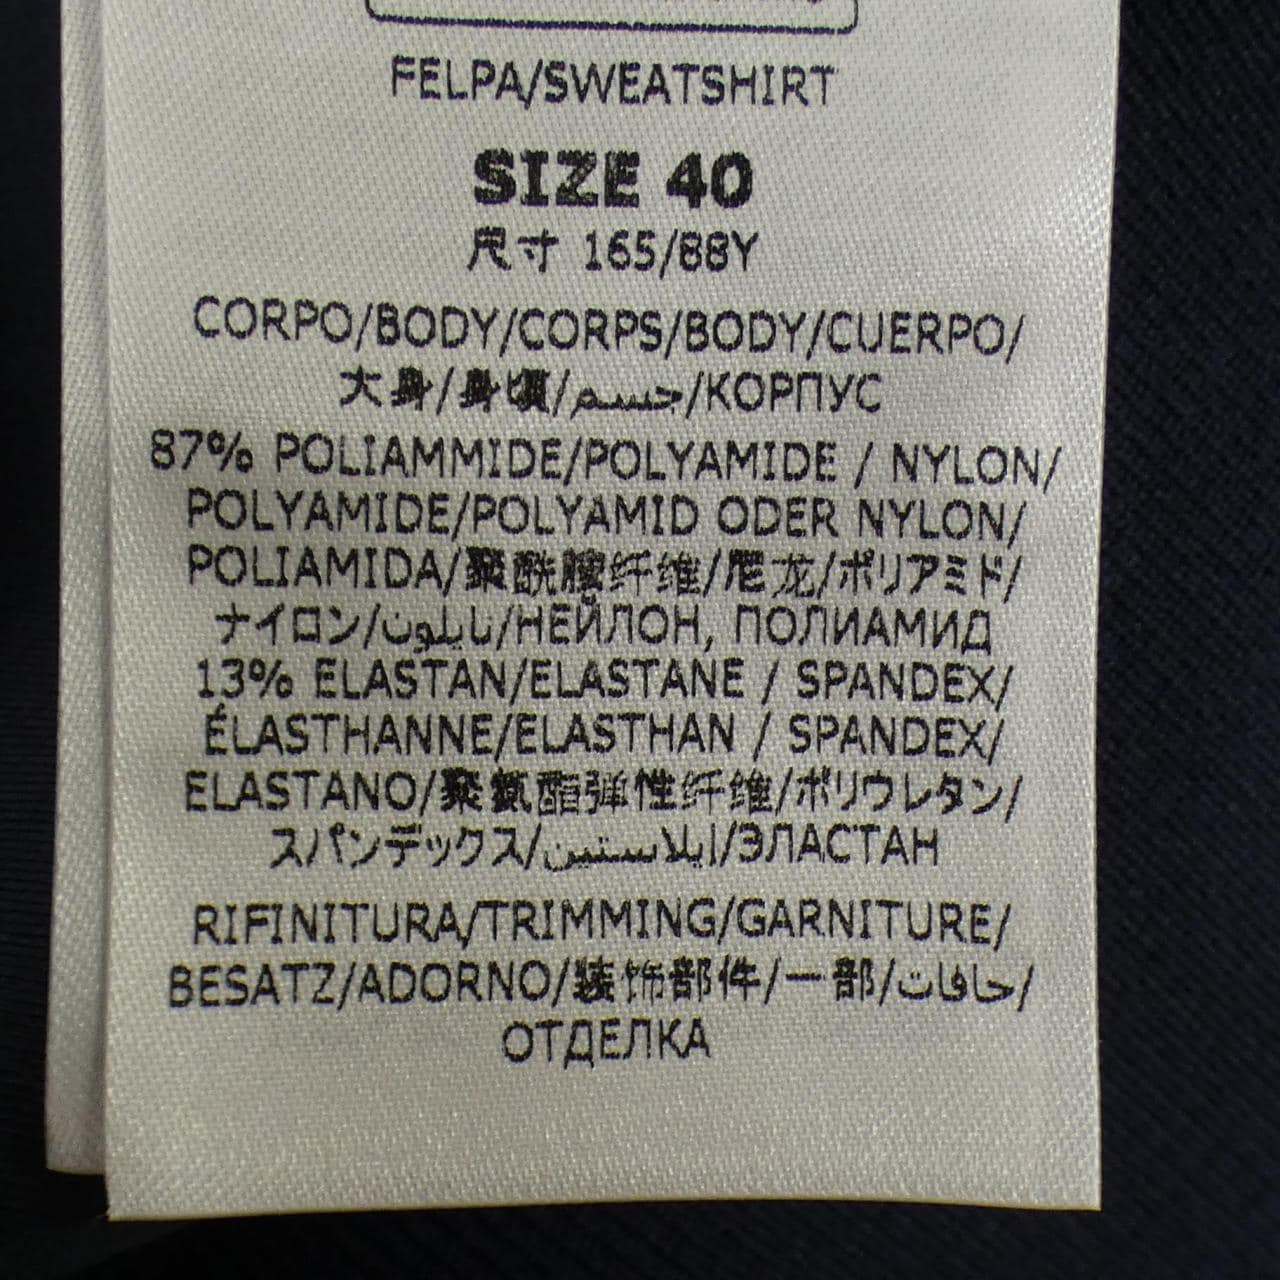 FELPA/SWEATSHIRT
SIZE 40
尺寸 165/88Y
CORPO/BODY/CORPS/BODY/CUERPO/
大身/身頃/جسم/КОРПУС
87% POLIAMMIDE/POLYAMIDE / NYLON/
POLYAMIDE/POLYAMID ODER NYLON/
POLIAMIDA/聚酰胺纤维/尼龙/ポリアミド/
ナイロン/نايلون/НЕЙЛОН, ПОЛИАМИД
13% ELASTAN/ELASTANE / SPANDEX/
ÉLASTHANNE/ELASTHAN / SPANDEX/
ELASTANO/聚氨酯弹性纤维/ポリウレタン/
スパンデックス/ايلاستين/ЭЛАСТАН
RIFINITURA/TRIMMING/GARNITURE/
BESATZ/ADORNO/装饰部件/一部/حافات/
ОТДЕЛКА